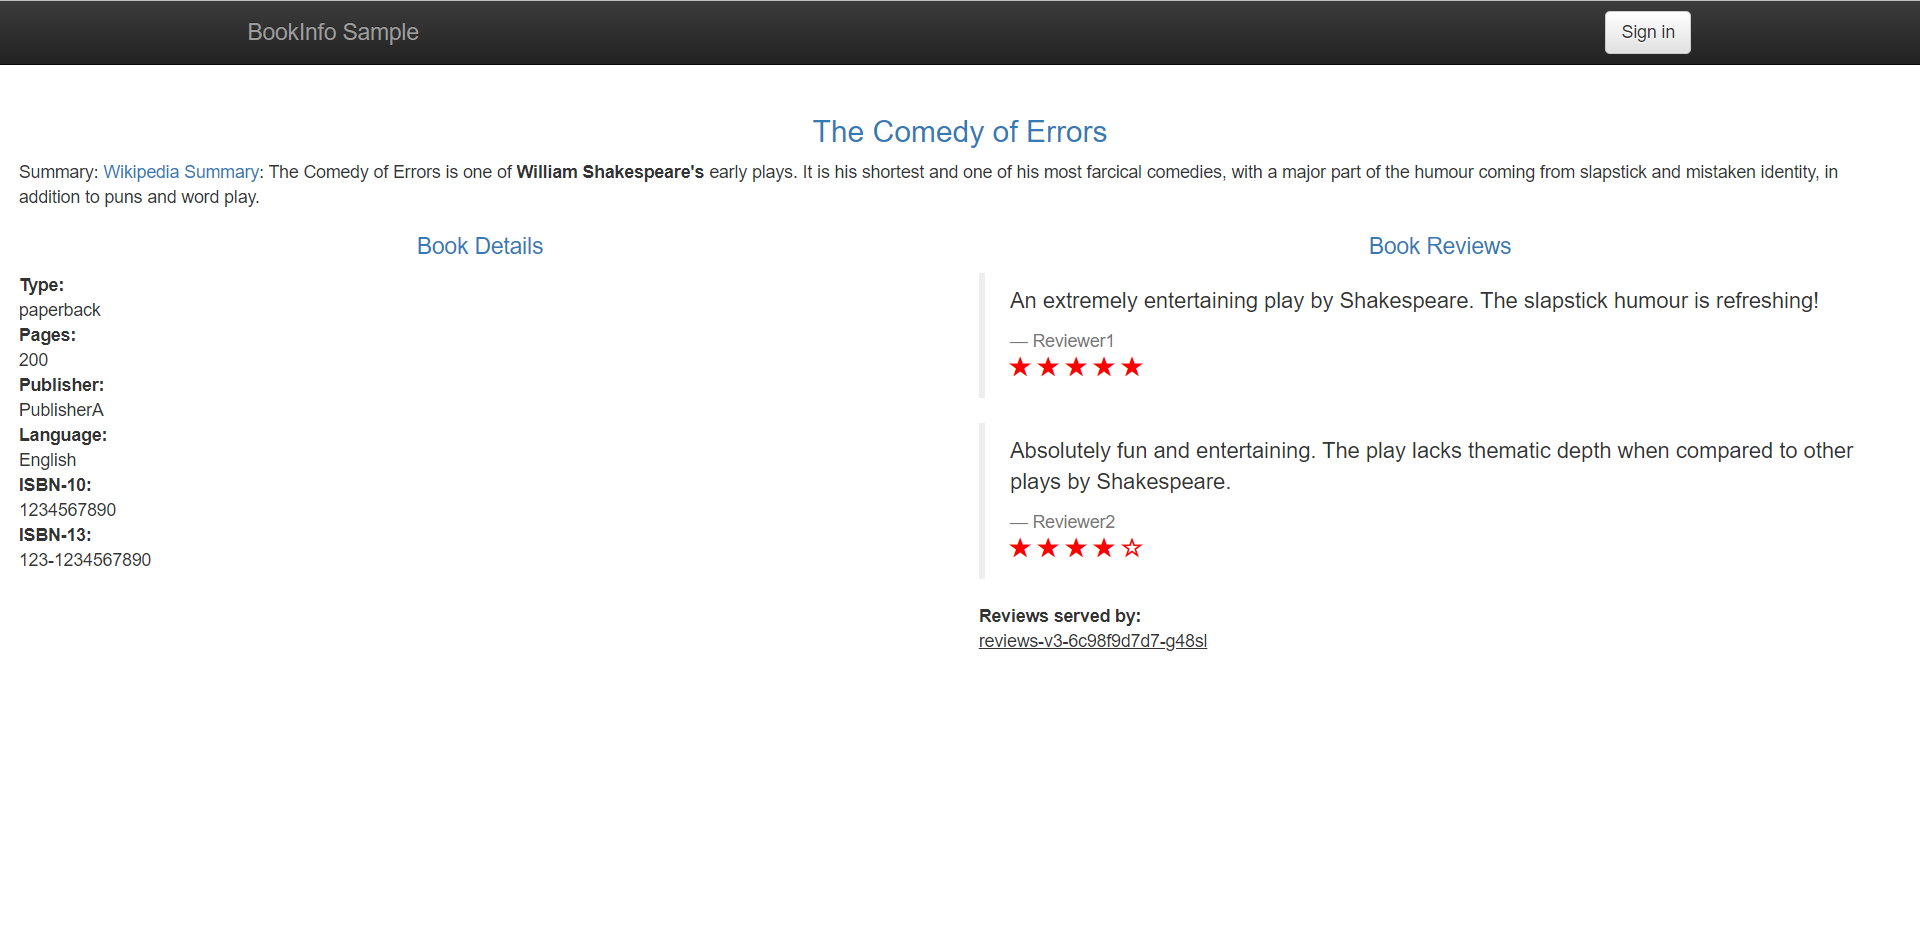 BookInfo Sample
Sign in
The Comedy of Errors
Summary: Wikipedia Summary: The Comedy of Errors is one of William Shakespeare's early plays. It is his shortest and one of his most farcical comedies, with a major part of the humour coming from slapstick and mistaken identity, in
addition to puns and word play.
Book Details
Type:
paperback
Pages:
200
Publisher:
PublisherA
Language:
English
ISBN-10:
1234567890
ISBN-13:
123-1234567890
Book Reviews
An extremely entertaining play by Shakespeare. The slapstick humour is refreshing!
— Reviewer1
Absolutely fun and entertaining. The play lacks thematic depth when compared to other
plays by Shakespeare.
— Reviewer2
Reviews served by:
reviews-v3-6c98f9d7d7-g48sl